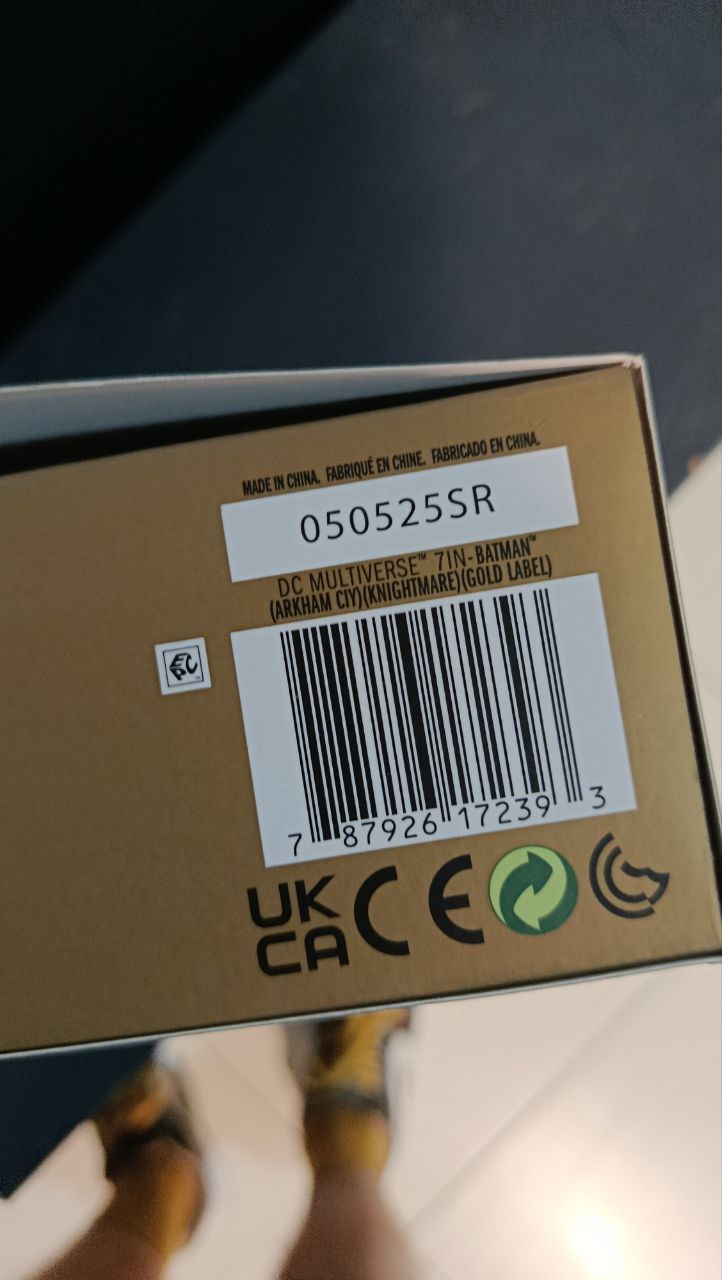 MADE IN CHINA. FABRIQUÉ EN CHINE. FABRICADO EN CHINA.
050525SR
DC MULTIVERSE™ 7IN-BATMAN™
(ARKHAM CIY)(KNIGHTMARE)(GOLD LABEL)
EPC
7 87926 17239 3
UK
CA
CE